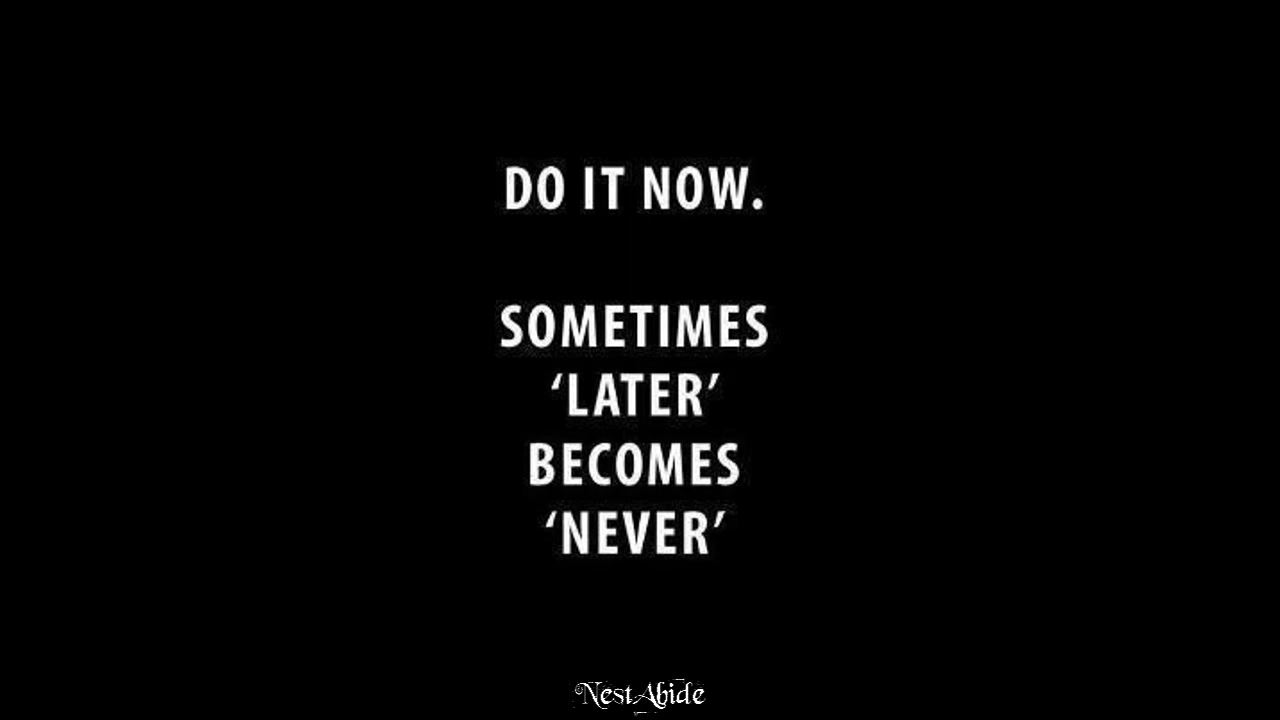 DO IT NOW.
SOMETIMES
‘LATER’
BECOMES
‘NEVER’
NestAbide